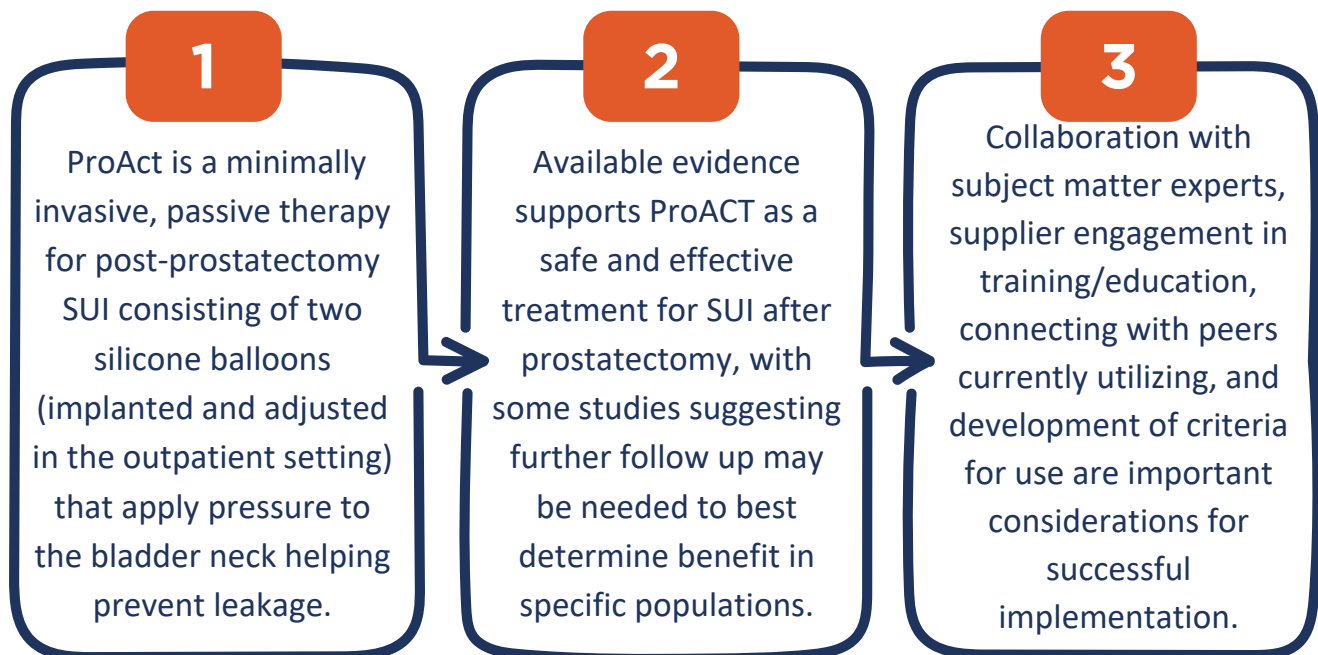 1
ProAct is a minimally
invasive, passive therapy
for post-prostatectomy
SUI consisting of two
silicone balloons
(implanted and adjusted
in the outpatient setting)
that apply pressure to
the bladder neck helping
prevent leakage.
2
Available evidence
supports ProACT as a
safe and effective
treatment for SUI after
prostatectomy, with
some studies suggesting
further follow up may
be needed to best
determine benefit in
specific populations.
3
Collaboration with
subject matter experts,
supplier engagement in
training/education,
connecting with peers
currently utilizing, and
development of criteria
for use are important
considerations for
successful
implementation.